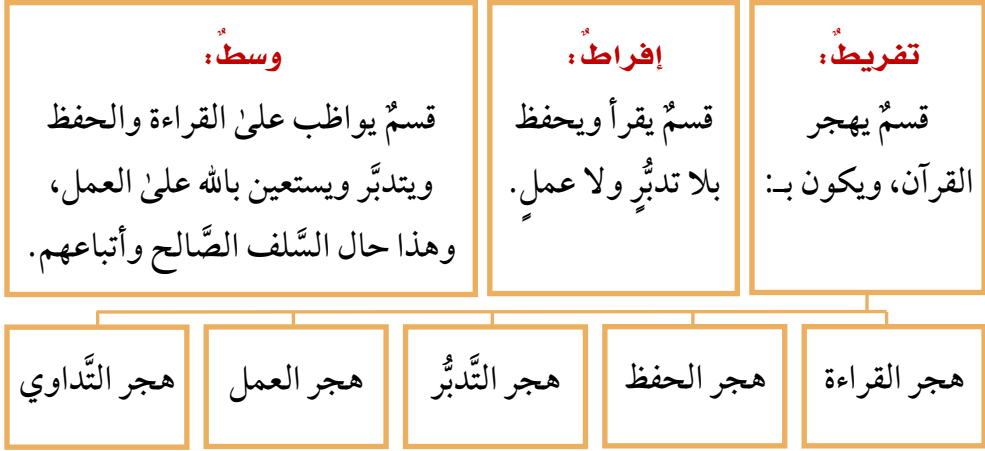 تفريطٌ:
قسمٌ يهجر
القرآن، ويكون بـ:
إفراطٌ:
قسمٌ يقرأ ويحفظ
بلا تدبُّرٍ ولا عملٍ.
وسطٌ:
قسمٌ يواظب علىٰ القراءة والحفظ
ويتدبَّر ويستعين بالله علىٰ العمل،
وهذا حال السَّلف الصَّالح وأتباعهم.
هجر القراءة
هجر الحفظ
هجر التَّدبُّر
هجر العمل
هجر التَّداوي